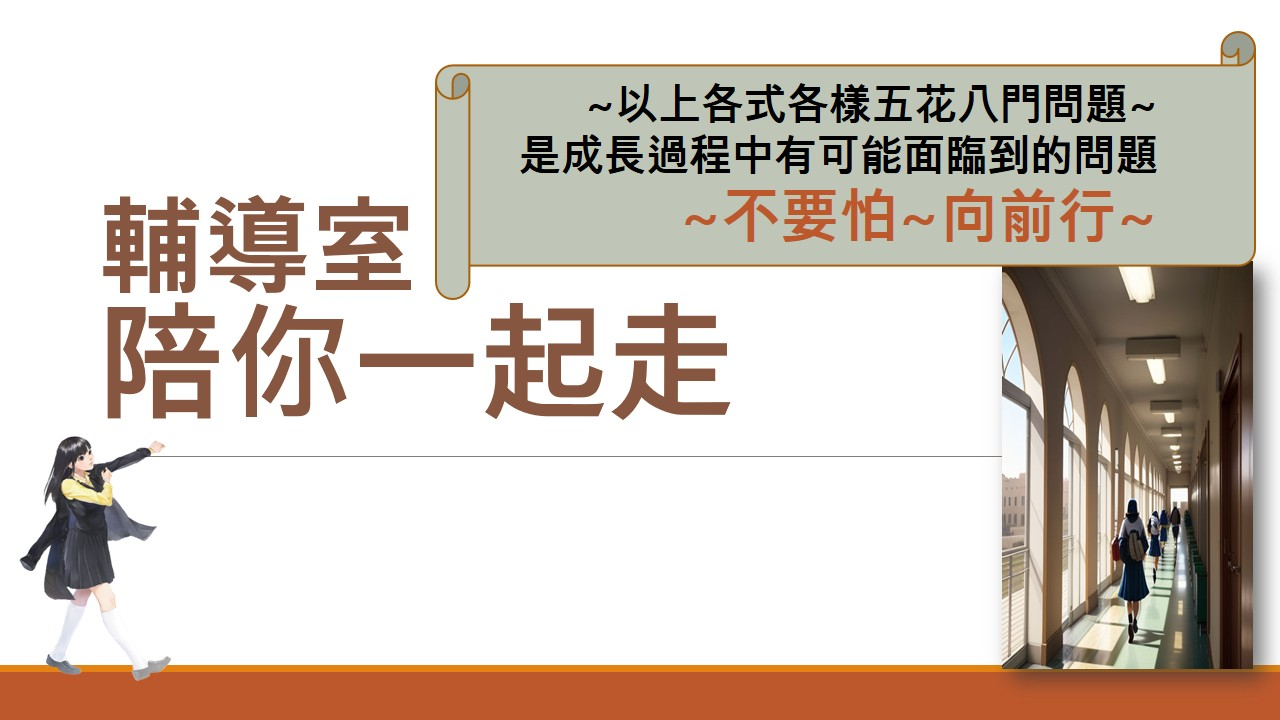 ~以上各式各樣五花八門問題~
是成長過程中有可能面臨到的問題
~不要怕~向前行~
輔導室
陪你一起走